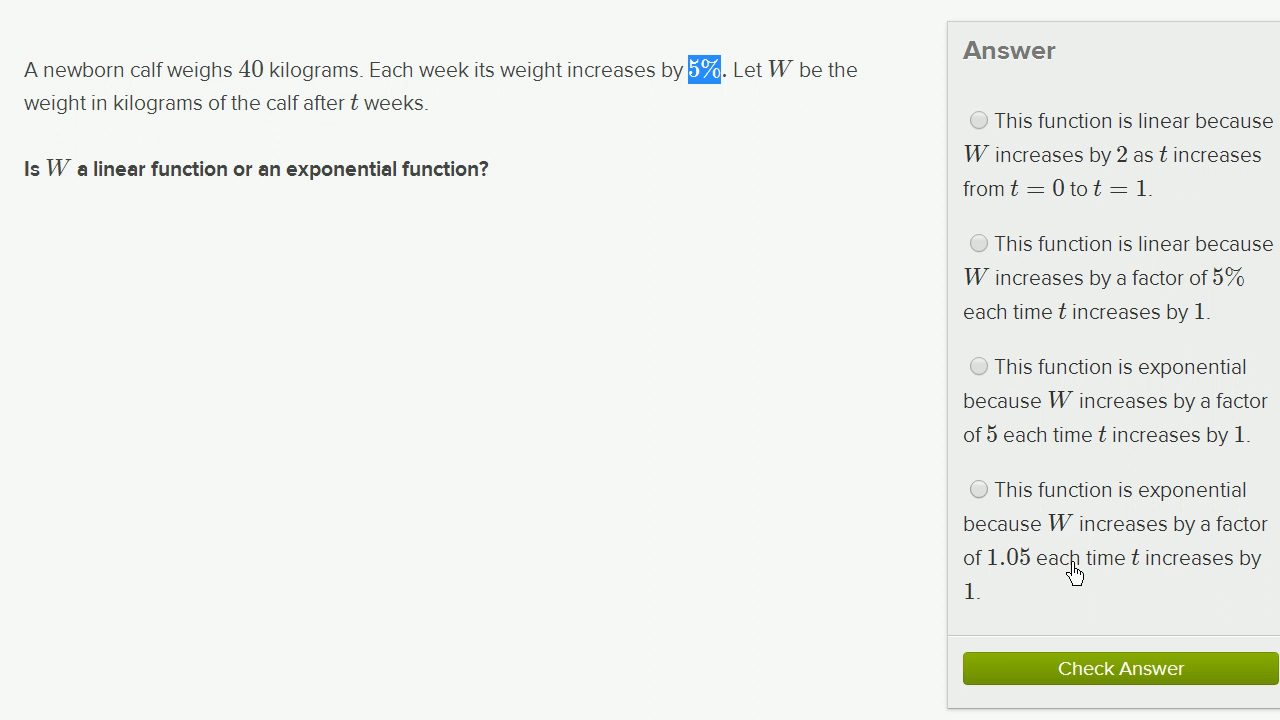 A newborn calf weighs 40 kilograms. Each week its weight increases by 5%. Let W be the
weight in kilograms of the calf after t weeks.
Is W a linear function or an exponential function?
Answer
This function is linear because
W increases by 2 as t increases
from t = 0 to t = 1.
This function is linear because
W increases by a factor of 5%
each time t increases by 1.
This function is exponential
because W increases by a factor
of 5 each time t increases by 1.
This function is exponential
because W increases by a factor
of 1.05 each time t increases by
1.
Check Answer